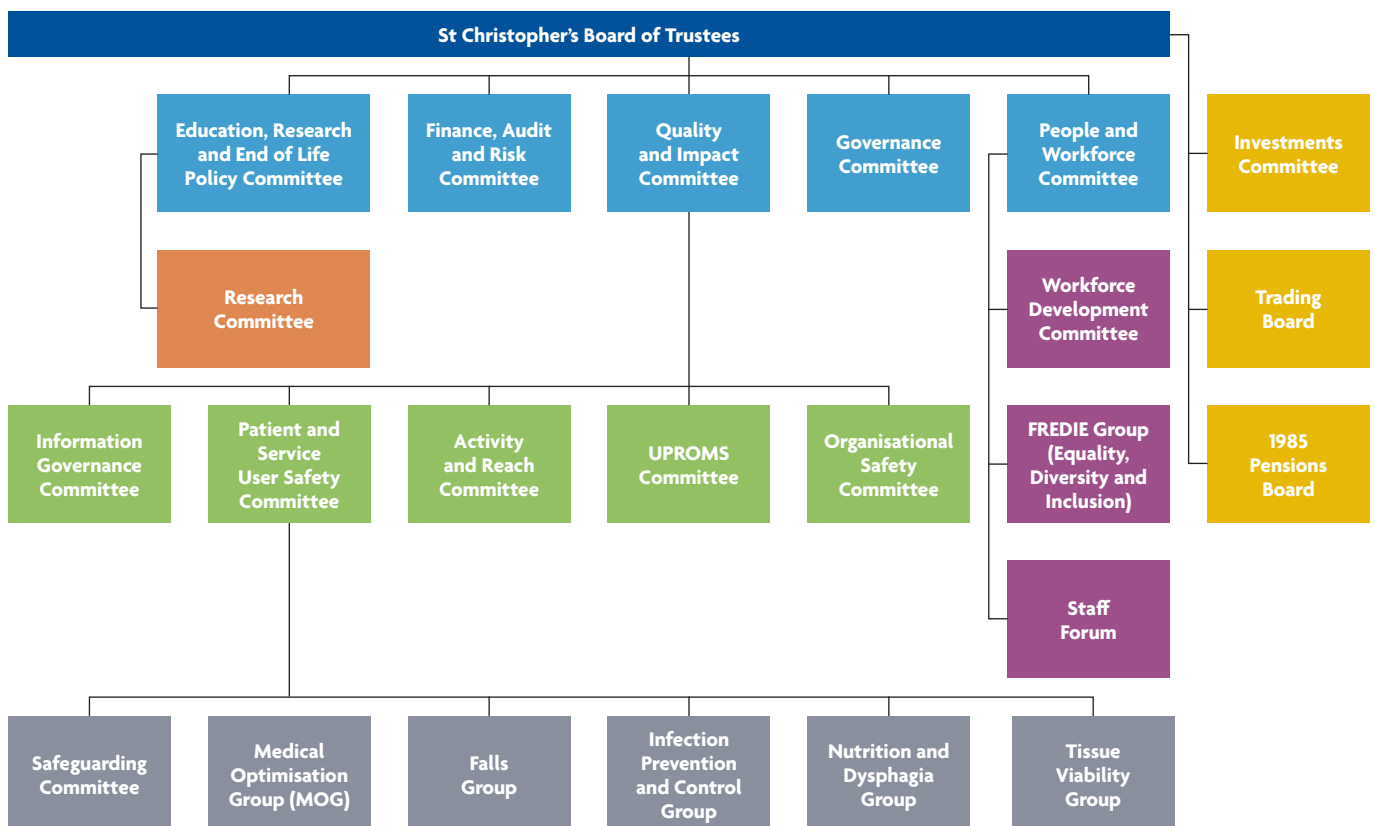 St Christopher's Board of Trustees
Education, Research
and End of Life
Policy Committee
Finance, Audit
and Risk
Committee
Quality
and Impact
Committee
Governance
Committee
People and
Workforce
Committee
Investments
Committee
Research
Committee
Workforce
Development
Committee
Trading
Board
Information
Governance
Committee
Patient and
Service
User Safety
Committee
Activity
and Reach
Committee
UPROMS
Committee
Organisational
Safety
Committee
FREDIE Group
(Equality,
Diversity and
Inclusion)
1985
Pensions
Board
Staff
Forum
Safeguarding
Committee
Medical
Optimisation
Group (MOG)
Falls
Group
Infection
Prevention
and Control
Group
Nutrition and
Dysphagia
Group
Tissue
Viability
Group